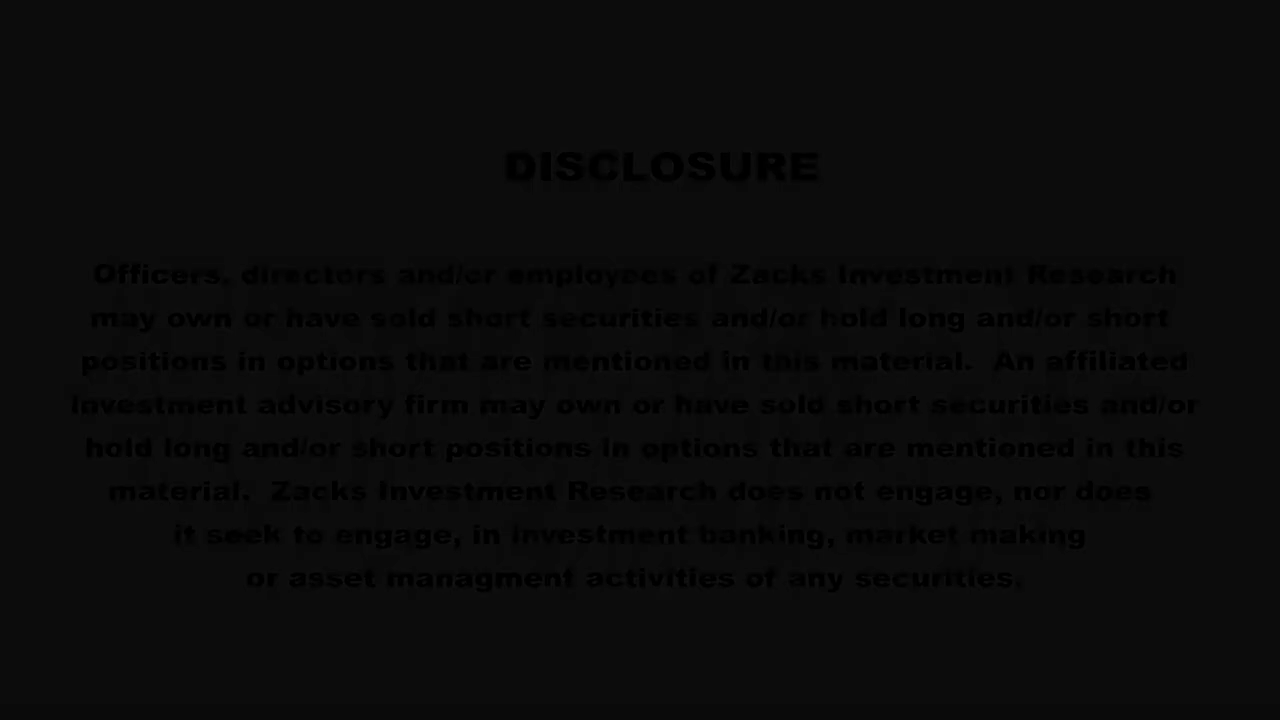 DISCLOSURE
Officers, directors and/or employees of Zacks Investment Research
may own or have sold short securities and/or hold long and/or short
positions in options that are mentioned in this material.  An affiliated
investment advisory firm may own or have sold short securities and/or
hold long and/or short positions in options that are mentioned in this
material.  Zacks Investment Research does not engage, nor does
it seek to engage, in investment banking, market making
or asset managment activities of any securities.